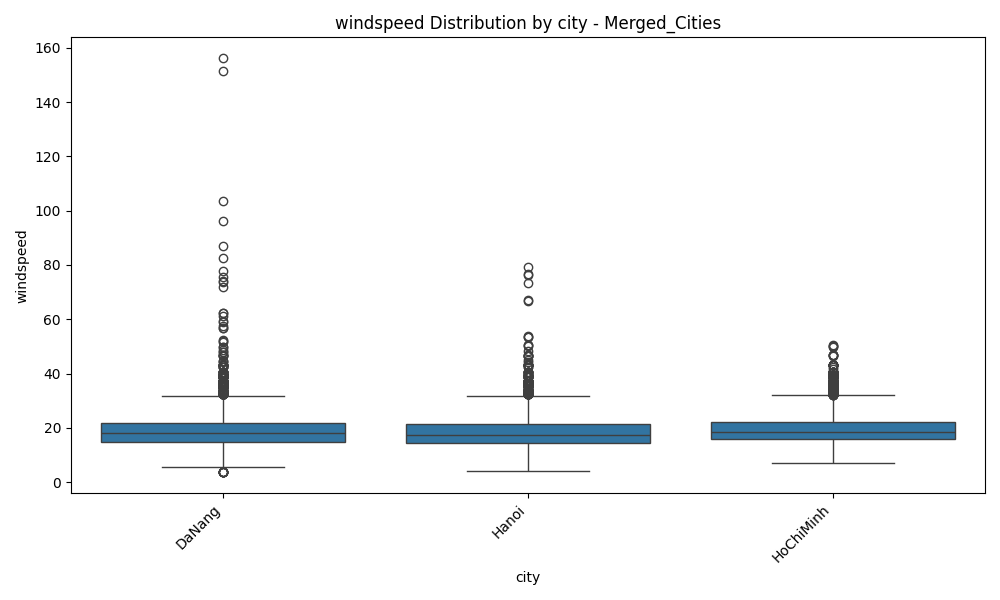 windspeed Distribution by city - Merged_Cities
160
140
120
100
80
60
40
20
0
windspeed
DaNang
Hanoi
HoChiMinh
city